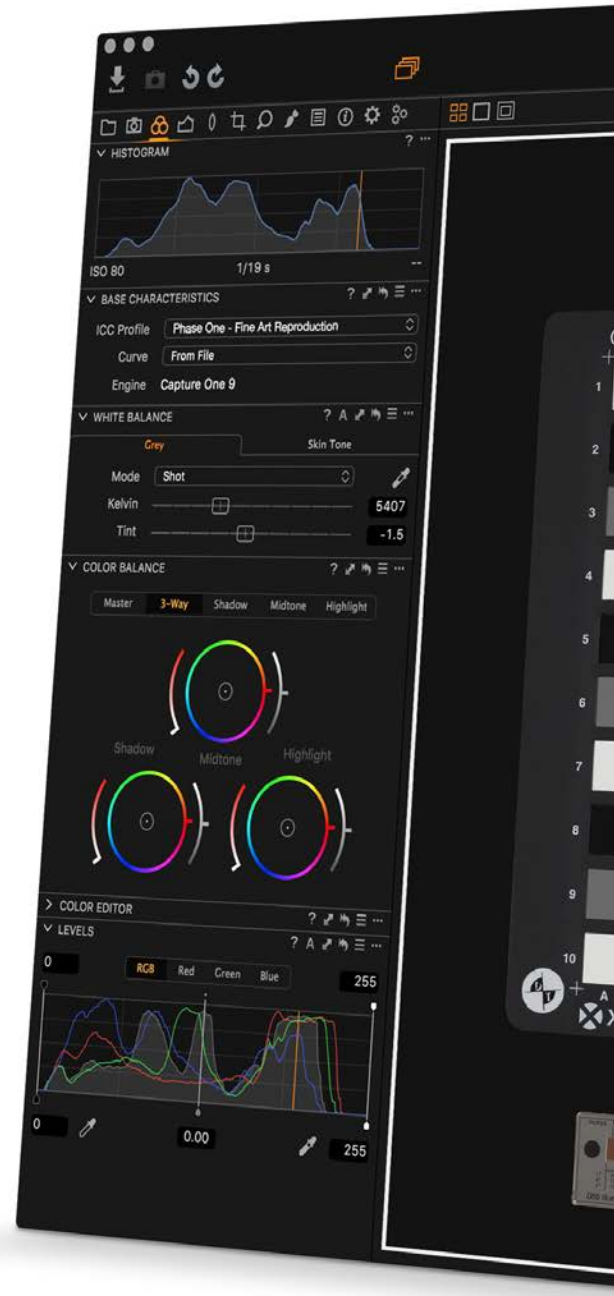 HISTOGRAM ? ...
ISO 80 1/19 s --
BASE CHARACTERISTICS ? ...
ICC Profile Phase One - Fine Art Reproduction
Curve From File
Engine Capture One 9
WHITE BALANCE ? A ...
Grey Skin Tone
Mode Shot
Kelvin 5407
Tint -1.5
COLOR BALANCE ? ...
Master 3-Way Shadow Midtone Highlight
Shadow Midtone Highlight
COLOR EDITOR ? ...
LEVELS ? A ...
0 RGB Red Green Blue 255
0 0.00 255
1
2
3
4
5
6
7
8
9
10
A